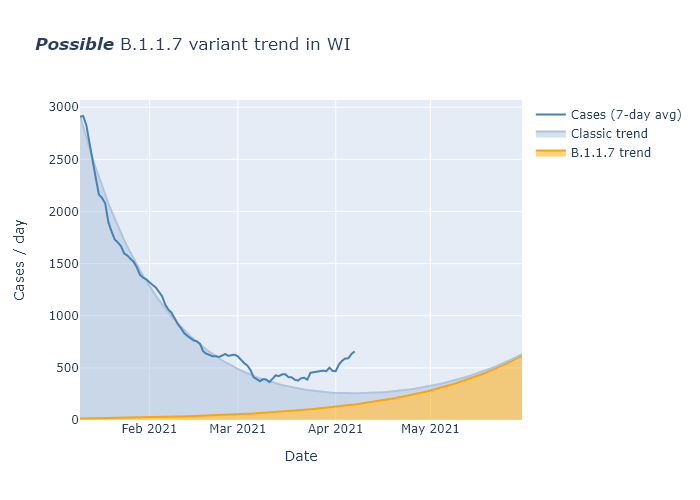 Possible B.1.1.7 variant trend in WI
3000
2500
2000
1500
1000
500
0
Cases / day
Feb 2021
Mar 2021
Apr 2021
May 2021
Date
Cases (7-day avg)
Classic trend
B.1.1.7 trend